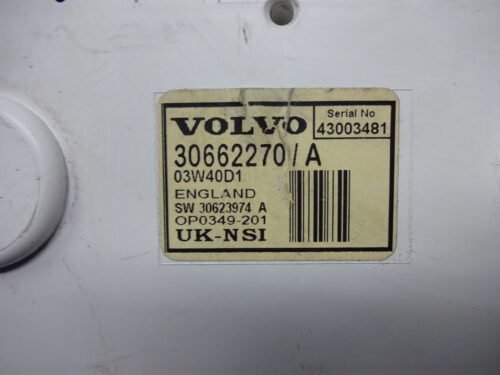 VOLVO
Serial No
43003481
30662270/A
03W40D1
ENGLAND
SW 30623974 A
OP0349-201
UK-NSI